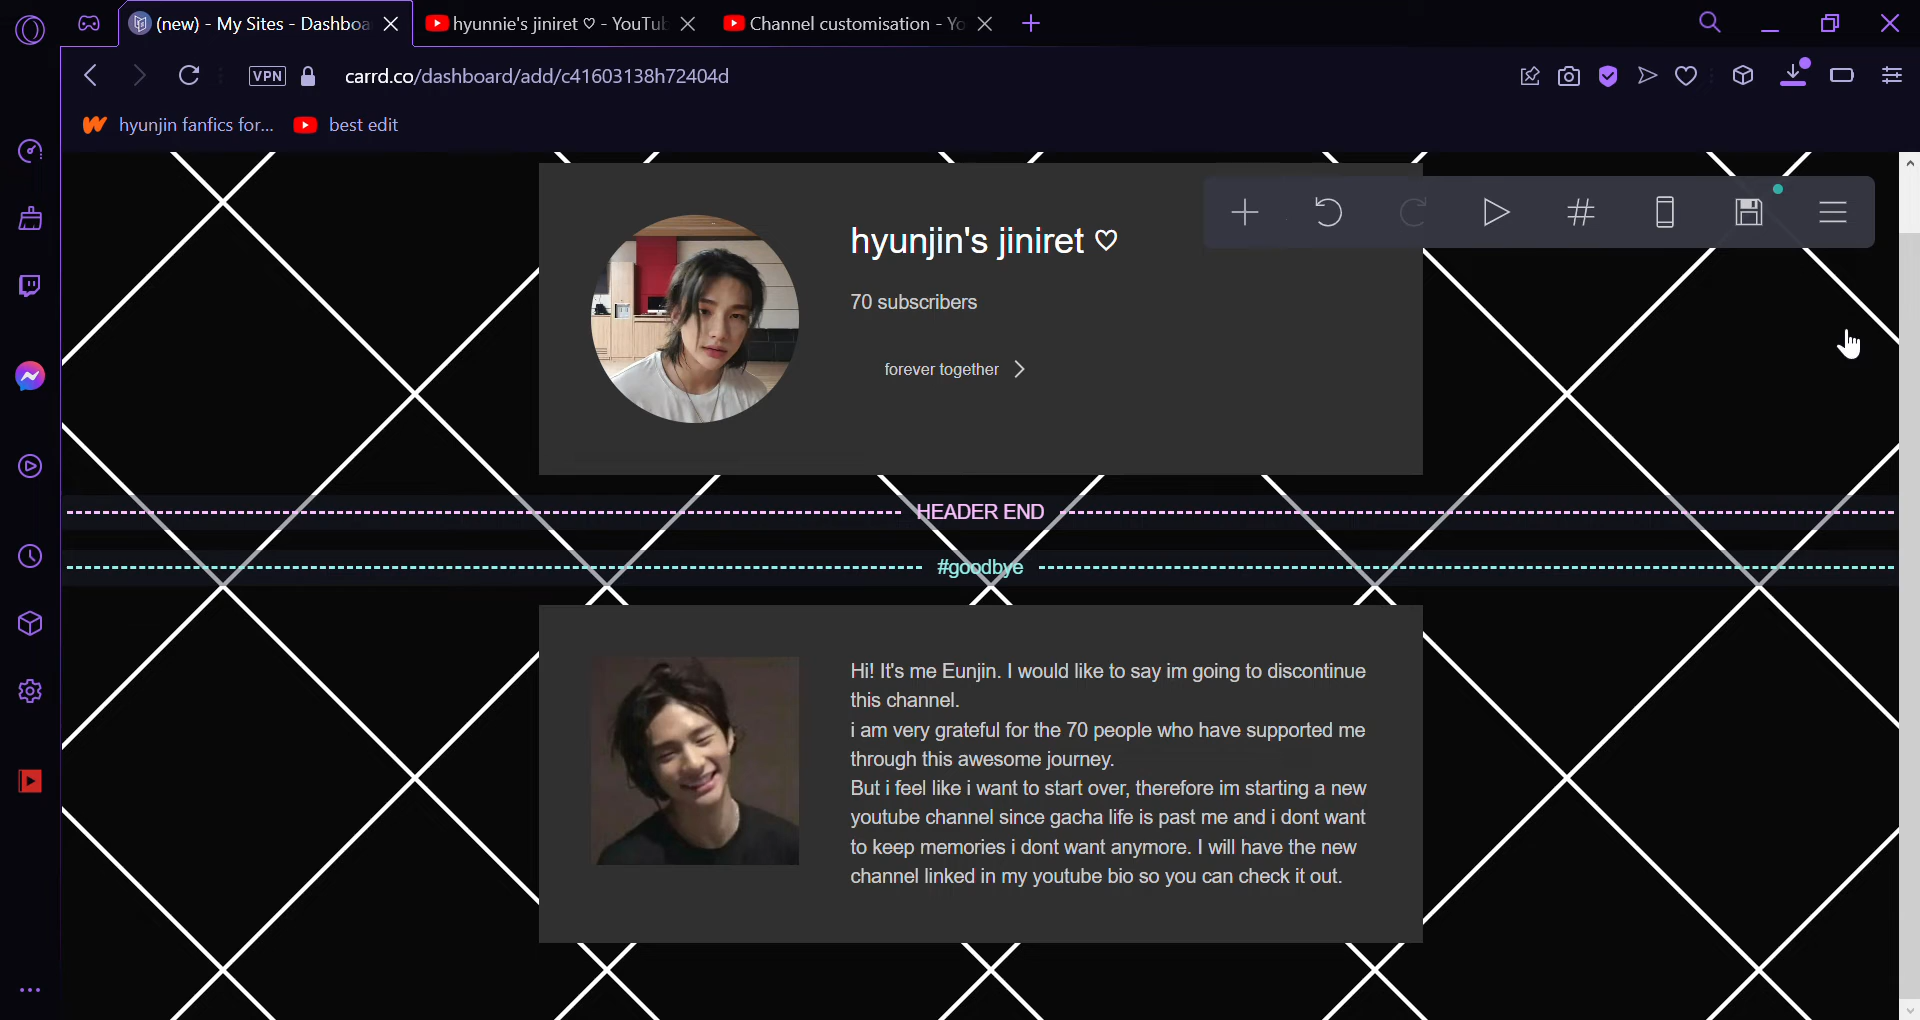 (new) - My Sites - Dashboa
hyunnie's jiniret ♡ - YouTu
Channel customisation - Yo
VPN
carrd.co/dashboard/add/c41603138h72404d
hyunjin fanfics for...
best edit
hyunjin's jiniret ♡
70 subscribers
forever together
HEADER END
#goodbye
Hi! It's me Eunjin. I would like to say im going to discontinue
this channel.
i am very grateful for the 70 people who have supported me
through this awesome journey.
But i feel like i want to start over, therefore im starting a new
youtube channel since gacha life is past me and i dont want
to keep memories i dont want anymore. I will have the new
channel linked in my youtube bio so you can check it out.